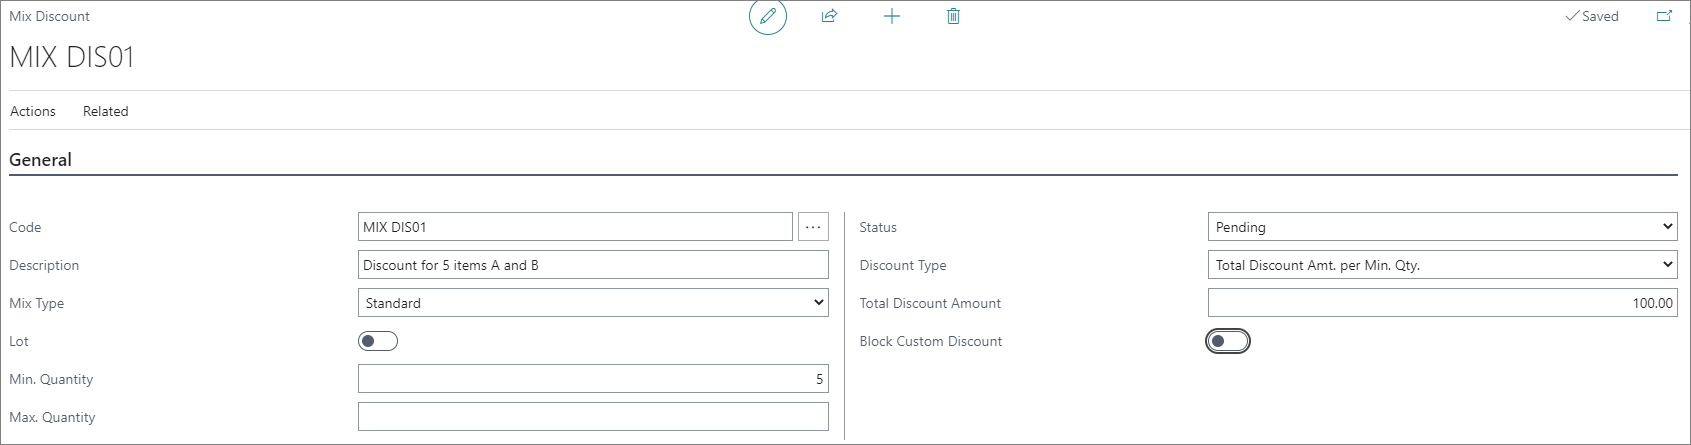 Mix Discount
Saved
MIX DIS01
Actions Related
General
Code MIX DIS01 ...
Description Discount for 5 items A and B
Mix Type Standard
Lot
Min. Quantity 5
Max. Quantity
Status Pending
Discount Type Total Discount Amt. per Min. Qty.
Total Discount Amount 100.00
Block Custom Discount